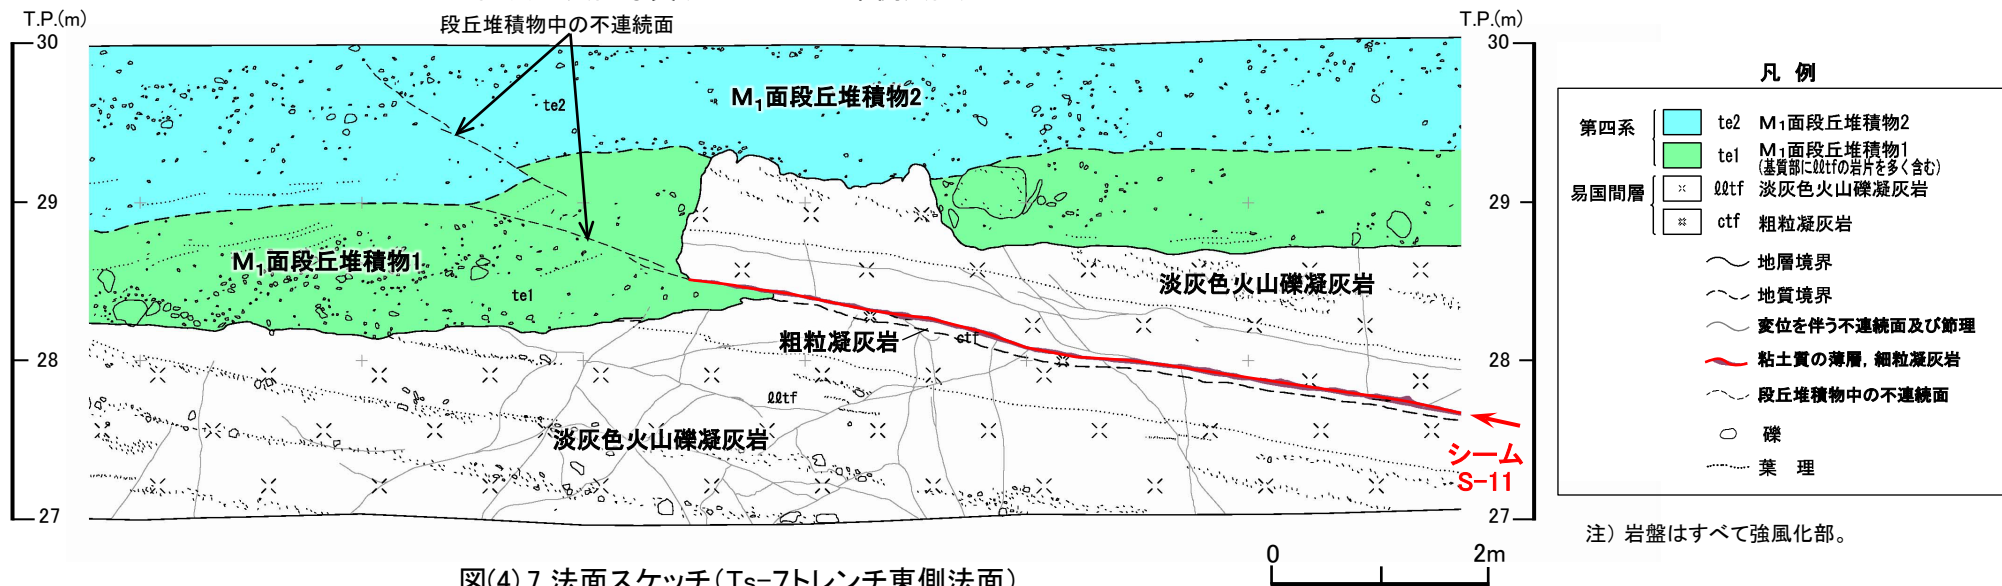 T.P.(m)
T.P.(m)
段丘堆積物中の不連続面
30
30
凡 例
te2
M₁面段丘堆積物2
第四系
te2 M₁面段丘堆積物2
te1 M₁面段丘堆積物1
(基質部にℓℓtfの岩片を多く含む)
易国間層
ℓℓtf 淡灰色火山礫凝灰岩
ctf 粗粒凝灰岩
29
29
M₁面段丘堆積物1
te1
淡灰色火山礫凝灰岩
地層境界
地質境界
変位を伴う不連続面及び節理
粗粒凝灰岩
ctf
28
28
粘土質の薄層，細粒凝灰岩
段丘堆積物中の不連続面
ℓℓtf
淡灰色火山礫凝灰岩
礫
シーム
S-11
葉 理
27
27
注）岩盤はすべて強風化部。
0 2m
図(4).7 法面スケッチ(Ts-7トレンチ東側法面)